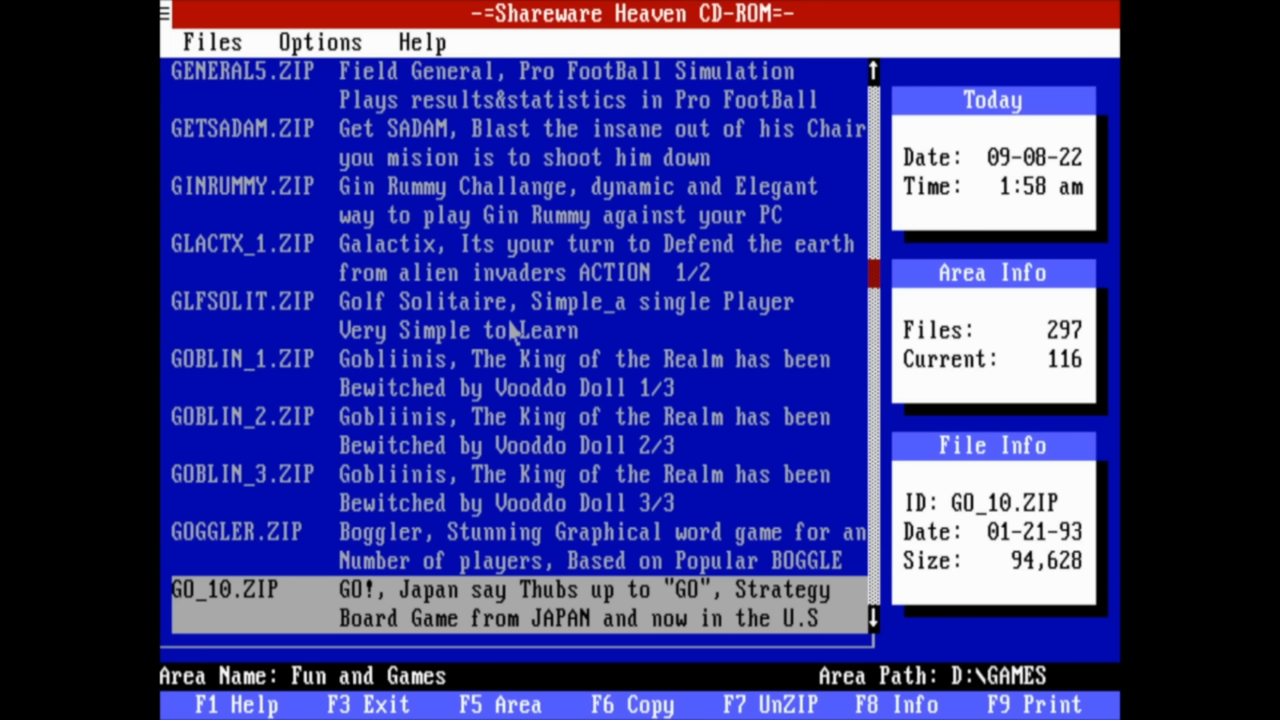 -=Shareware Heaven CD-ROM=-
Files Options Help
GENERAL5.ZIP Field General, Pro FootBall Simulation
Plays results&statistics in Pro FootBall
GETSADAM.ZIP Get SADAM, Blast the insane out of his Chair
you mision is to shoot him down
GINRUMMY.ZIP Gin Rummy Challange, dynamic and Elegant
way to play Gin Rummy against your PC
GLACTX_1.ZIP Galactix, Its your turn to Defend the earth
from alien invaders ACTION 1/2
GLFSOLIT.ZIP Golf Solitaire, Simple_a single Player
Very Simple to Learn
GOBLIN_1.ZIP Gobliinis, The King of the Realm has been
Bewitched by Vooddo Doll 1/3
GOBLIN_2.ZIP Gobliinis, The King of the Realm has been
Bewitched by Vooddo Doll 2/3
GOBLIN_3.ZIP Gobliinis, The King of the Realm has been
Bewitched by Vooddo Doll 3/3
GOGGLER.ZIP Boggler, Stunning Graphical word game for an
Number of players, Based on Popular BOGGLE
GO_10.ZIP GO!, Japan say Thubs up to "GO", Strategy
Board Game from JAPAN and now in the U.S
Today
Date: 09-08-22
Time: 1:58 am
Area Info
Files: 297
Current: 116
File Info
ID: GO_10.ZIP
Date: 01-21-93
Size: 94,628
Area Name: Fun and Games Area Path: D:\GAMES
F1 Help F3 Exit F5 Area F6 Copy F7 UnZIP F8 Info F9 Print